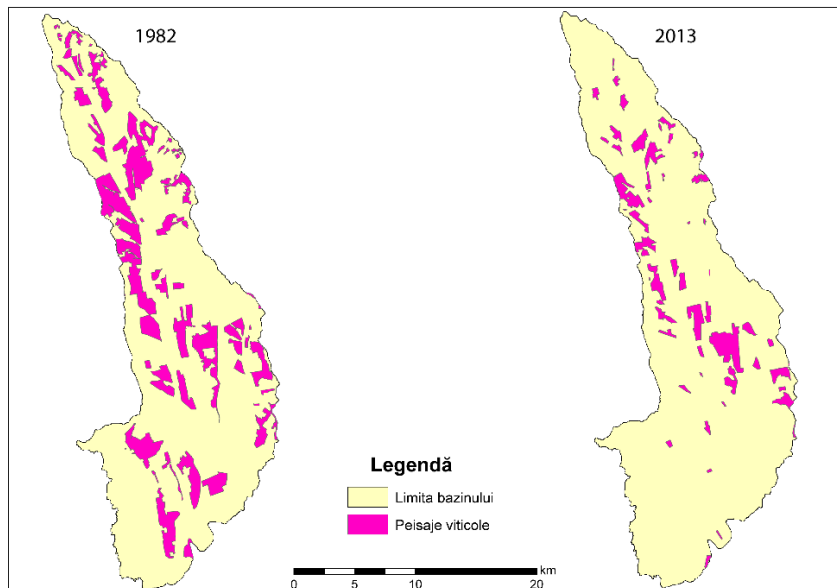 1982
2013
Legendă
Limita bazinului
Peisaje viticole
km
0 5 10 20